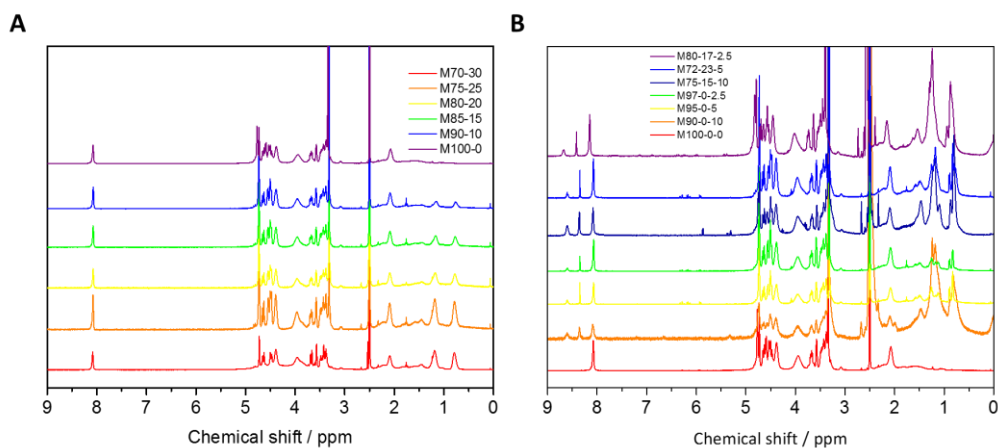 A
M70-30
M75-25
M80-20
M85-15
M90-10
M100-0
9 8 7 6 5 4 3 2 1 0
Chemical shift / ppm
B
M80-17-2.5
M72-23-5
M75-15-10
M97-0-2.5
M95-0-5
M90-0-10
M100-0-0
9 8 7 6 5 4 3 2 1 0
Chemical shift / ppm